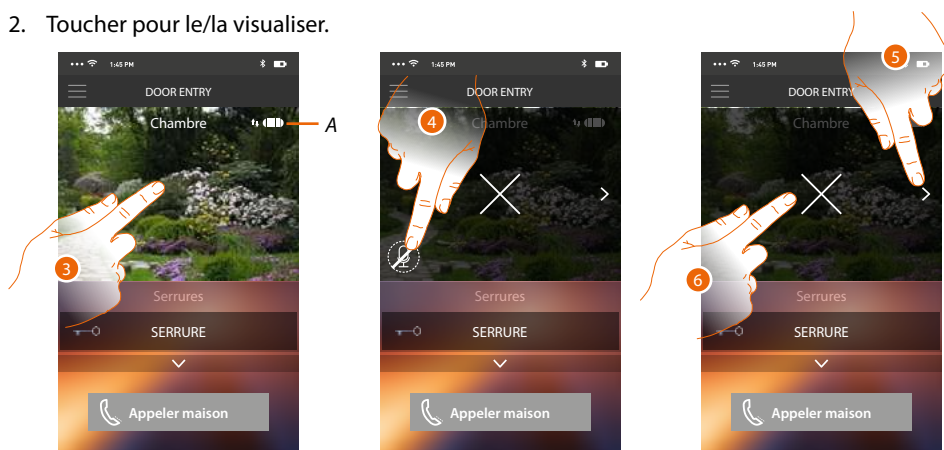 2. Toucher pour le/la visualiser.
1:45 PM
DOOR ENTRY
Chambre
A
3
Serrures
SERRURE
Appeler maison
1:45 PM
DOOR ENTRY
4
Chambre
Serrures
SERRURE
Appeler maison
1:45 PM
5
DOOR ENTRY
Chambre
6
Serrures
SERRURE
Appeler maison